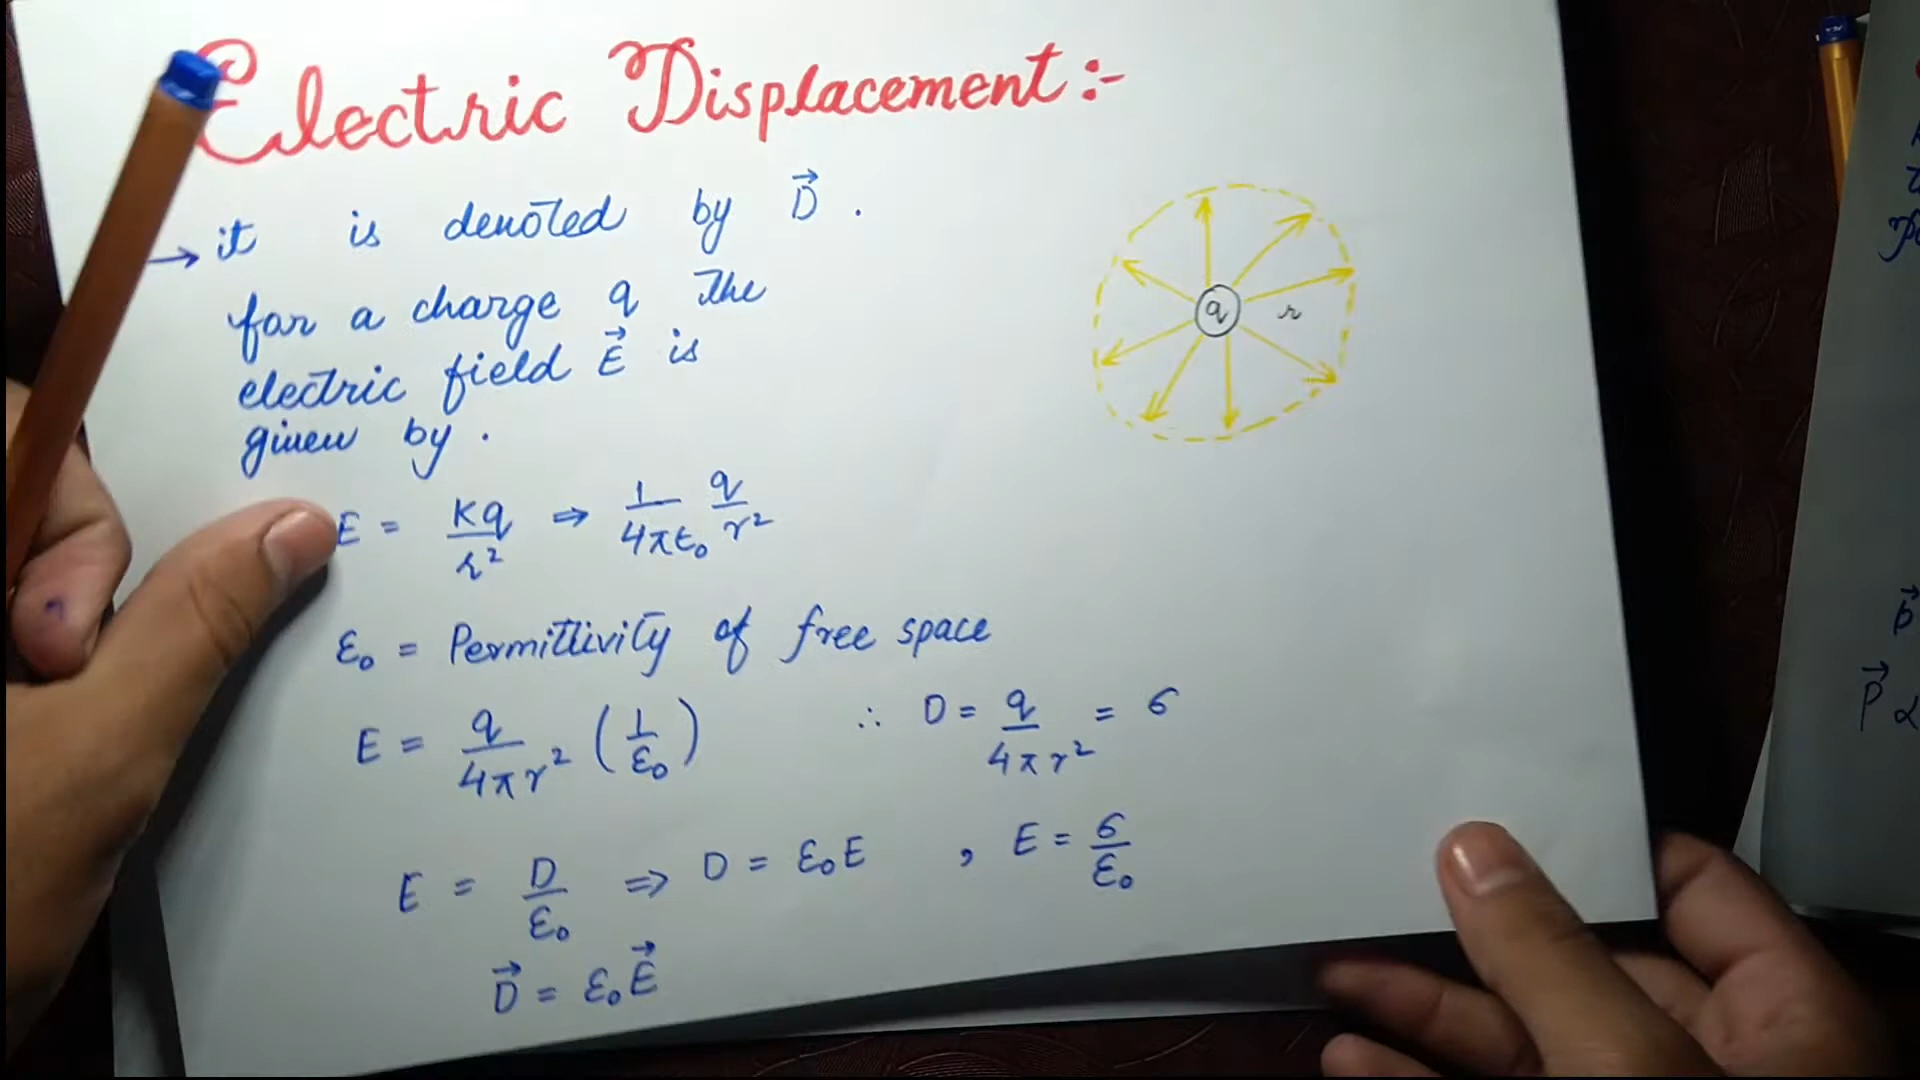 Electric Displacement :-
→ it is denoted by D⃗ .
for a charge q the
electric field E⃗ is
given by .
q r
E = Kq/r² ⇒ 1/4πε₀ q/r²
ε₀ = Permittivity of free space
E = q/4πr² (1/ε₀) ∴ D = q/4πr² = σ
E = D/ε₀ ⇒ D = ε₀E , E = σ/ε₀
D⃗ = ε₀E⃗
P⃗ α